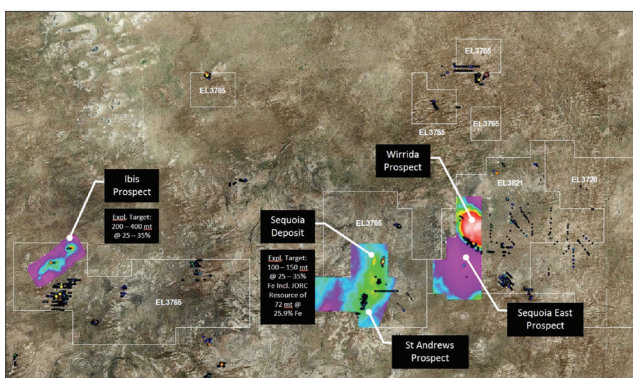 EL3765
EL3765
EL3765
EL3765
Wirrida
Prospect
EL3821
EL3728
Ibis
Prospect
Expl. Target:
200 – 400 mt
@ 25 – 35%
Sequoia
Deposit
EL3765
Expl. Target:
100 – 150 mt
@ 25 – 35%
Fe Incl. JORC
Resource of
72 mt @
25.9% Fe
EL3765
Sequoia East
Prospect
St Andrews
Prospect